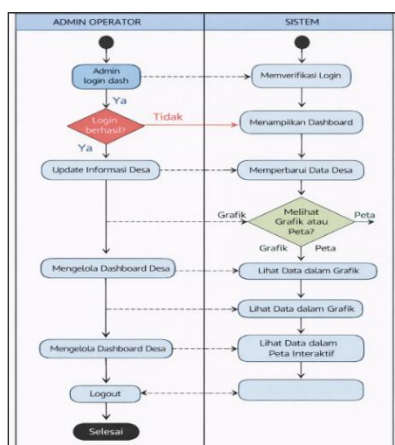 ADMIN OPERATOR
SISTEM
Admin
login dash
Memverifikasi Login
Ya
Login
berhasil?
Tidak
Menampilkan Dashboard
Ya
Update Informasi Desa
Memperbarui Data Desa
Grafik
Melihat
Grafik atau
Peta?
Peta
Grafik
Peta
Mengelola Dashboard Desa
Lihat Data dalam Grafik
Lihat Data dalam Grafik
Mengelola Dashboard Desa
Lihat Data dalam
Peta Interaktif
Logout
Selesai